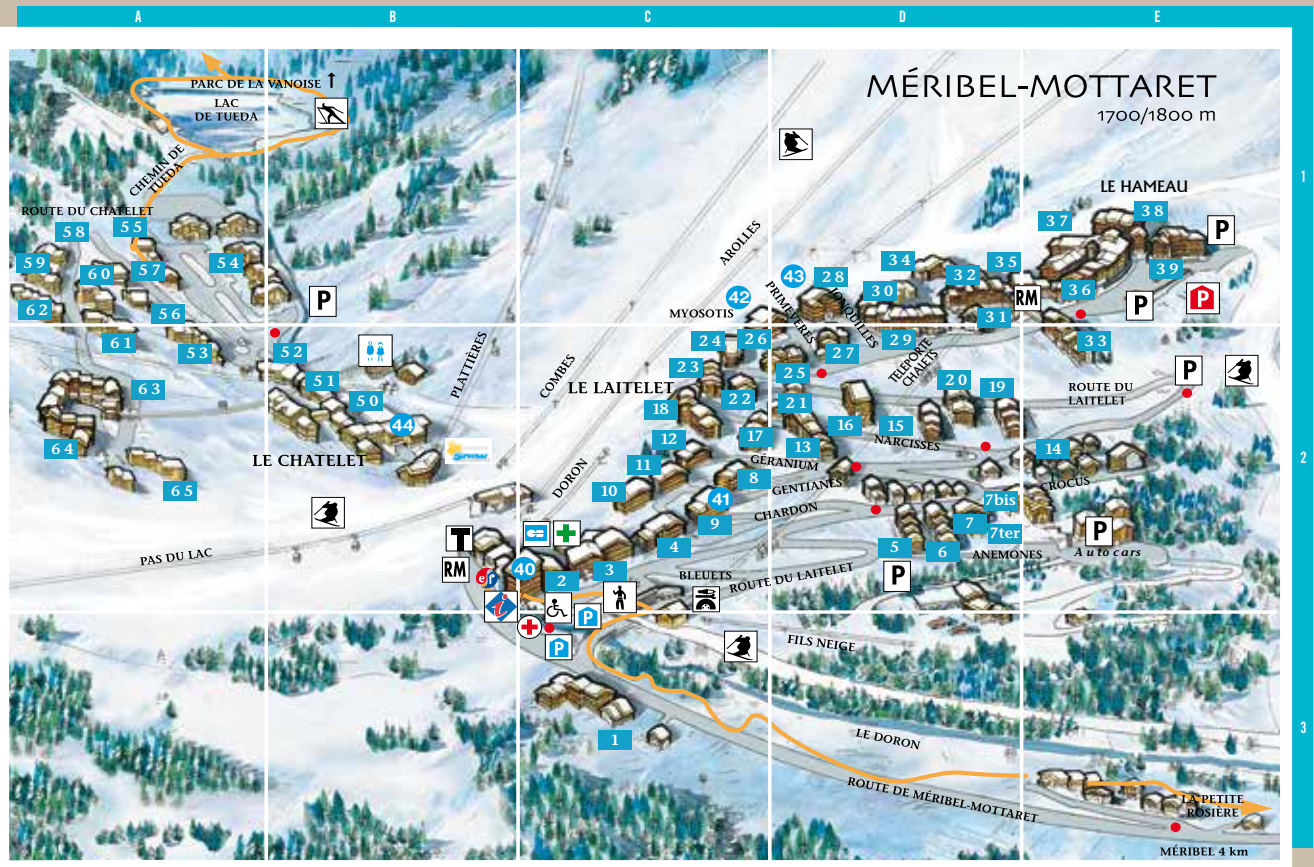 A B C D E
MÉRIBEL-MOTTARET
1700/1800 m
PARC DE LA VANOISE
LAC
DE TUEDA
CHEMIN DE
TUEDA
ROUTE DU CHATELET
AROLLES
LE HAMEAU
1
55
58
37
38
P
59
60
57
54
43
28
34
32
35
39
62
56
P
42
PRIMEVÈRES
JONQUILLES
30
RM
36
P
P
MYOSOTIS
31
61
53
52
PLATTIÈRES
COMBES
24
26
27
29
33
51
23
25
TELEPORTE
CHALETS
P
63
50
LE LAITELET
22
21
20
19
ROUTE DU
LAITELET
44
18
16
15
64
LE CHATELET
12
17
13
NARCISSES
14
2
65
DORON
11
GÉRANIUM
10
8
GENTIANES
CROCUS
41
7bis
CHARDON
9
7
T
4
5
6
7ter
P
PAS DU LAC
ANEMONES
Autocars
RM
40
3
BLEUETS
ROUTE DU LAITELET
P
esf
2
i
P
P
FILS NEIGE
1
LE DORON
3
ROUTE DE MÉRIBEL-MOTTARET
LA PETITE
ROSIÈRE
MÉRIBEL 4 km